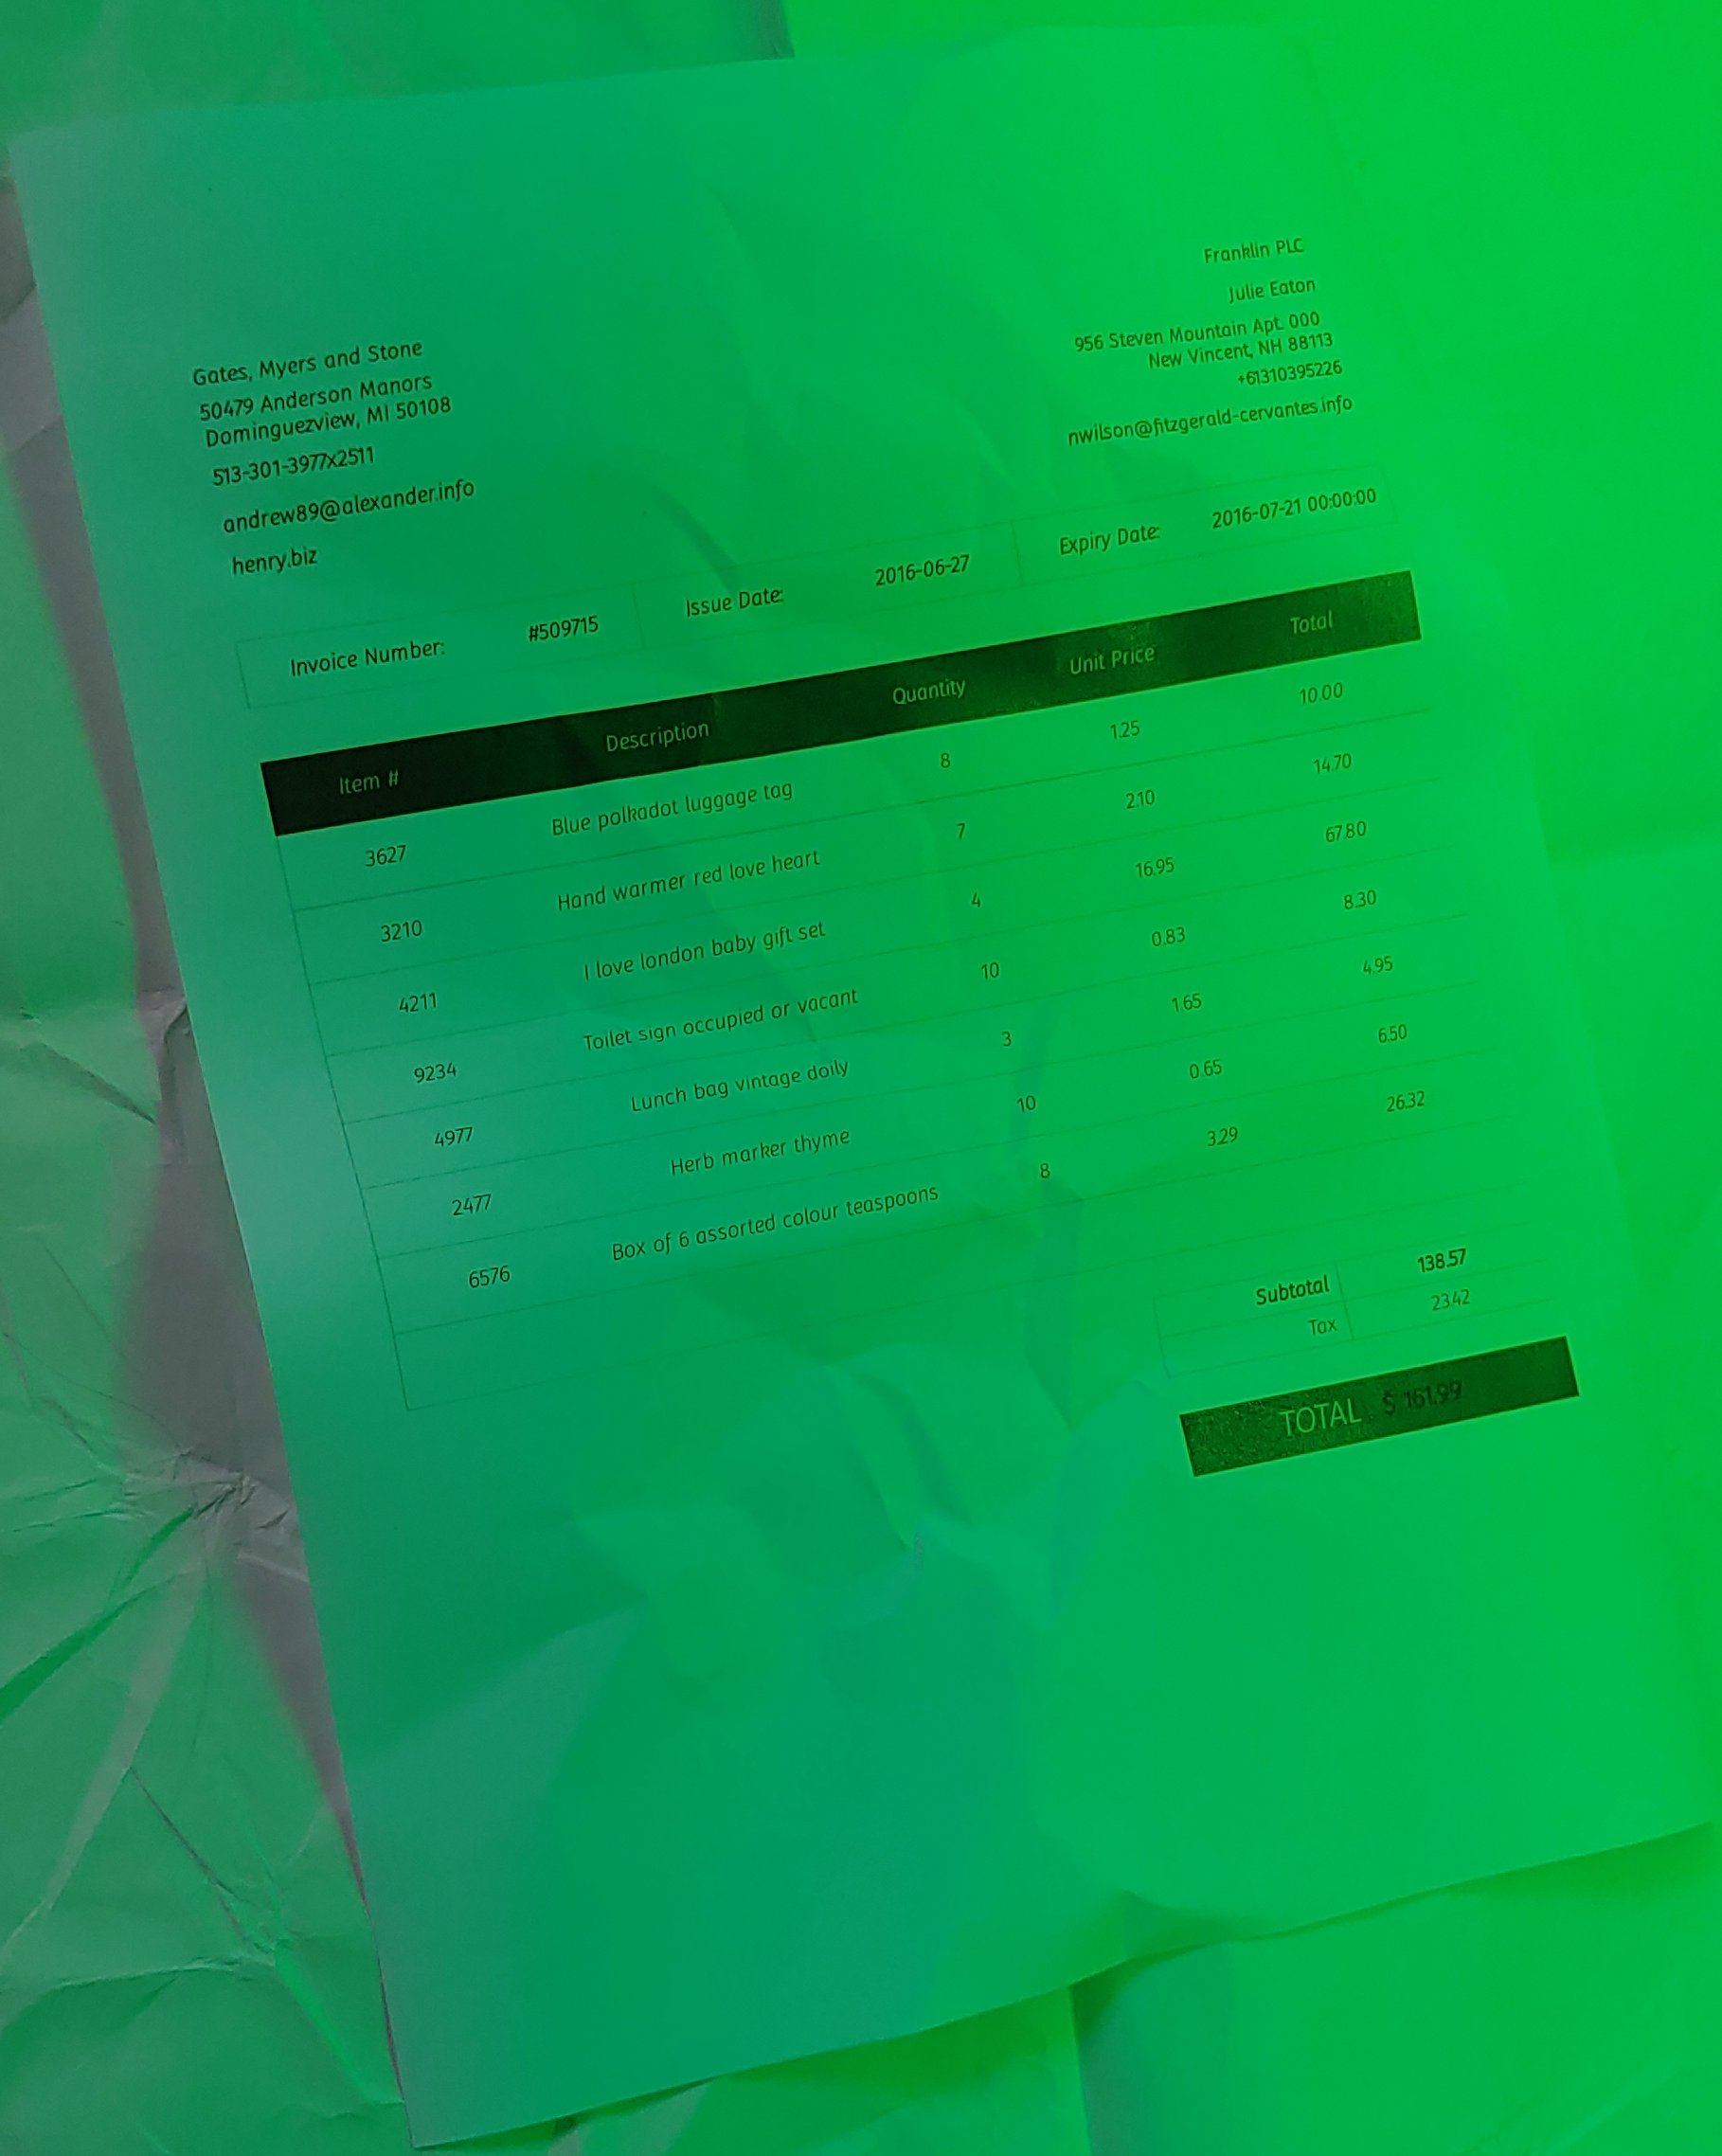 Franklin PLC
Julie Eaton
956 Steven Mountain Apt. 000
New Vincent, NH 88113
+61310395226
nwilson@fitzgerald-cervantes.info
Gates, Myers and Stone
50479 Anderson Manors
Dominguezview, MI 50108
513-301-3977x2511
andrew89@alexander.info
henry.biz
Invoice Number: #509715 Issue Date: 2016-06-27 Expiry Date: 2016-07-21 00:00:00
Item # Description Quantity Unit Price Total
3627 Blue polkadot luggage tag 8 1.25 10.00
3210 Hand warmer red love heart 7 2.10 14.70
4211 I love london baby gift set 4 16.95 67.80
9234 Toilet sign occupied or vacant 10 0.83 8.30
4977 Lunch bag vintage doily 3 1.65 4.95
2477 Herb marker thyme 10 0.65 6.50
6576 Box of 6 assorted colour teaspoons 8 3.29 26.32
Subtotal 138.57
Tax 23.42
TOTAL $ 161.99